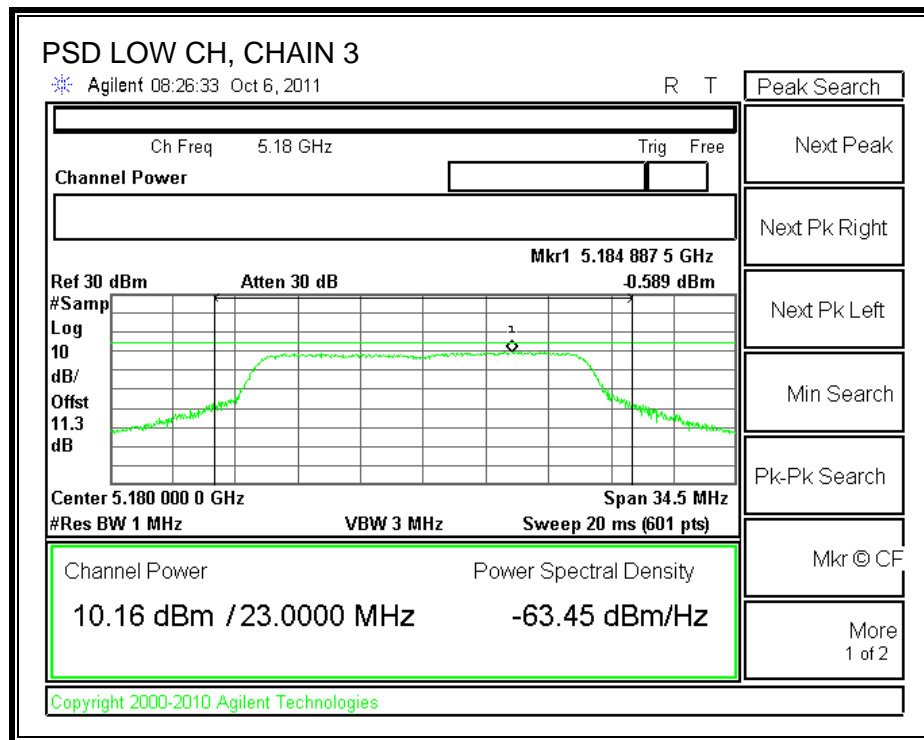 PSD LOW CH, CHAIN 3
Agilent 08:26:33 Oct 6, 2011 R T
Peak Search
Ch Freq 5.18 GHz Trig Free
Channel Power
Mkr1 5.184 887 5 GHz
Ref 30 dBm Atten 30 dB -0.589 dBm
#Samp
Log
10
dB/
Offst
11.3
dB
1
Center 5.180 000 0 GHz Span 34.5 MHz
#Res BW 1 MHz VBW 3 MHz Sweep 20 ms (601 pts)
Channel Power Power Spectral Density
10.16 dBm / 23.0000 MHz -63.45 dBm/Hz
Copyright 2000-2010 Agilent Technologies
Next Peak
Next Pk Right
Next Pk Left
Min Search
Pk-Pk Search
Mkr © CF
More
1 of 2